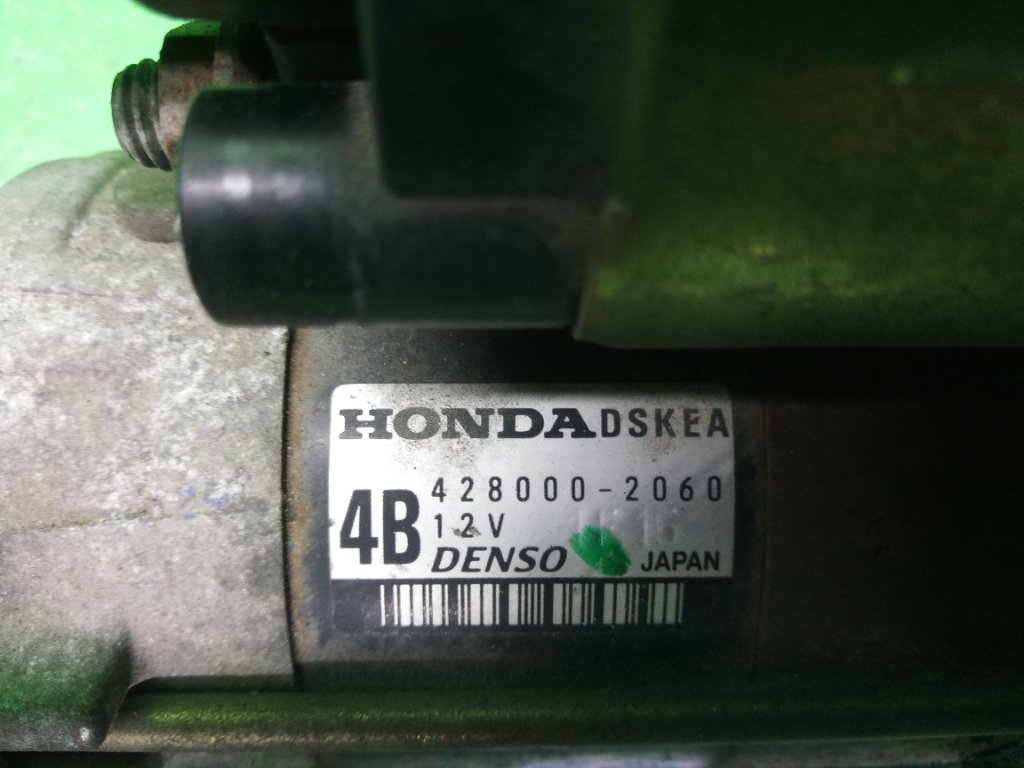 HONDA DSKEA
4B
428000-2060
12V
DENSO JAPAN